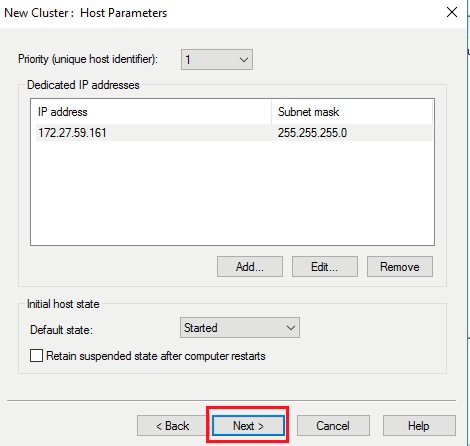 New Cluster :  Host Parameters
Priority (unique host identifier): 1
Dedicated IP addresses
IP address Subnet mask
172.27.59.161 255.255.255.0
Add... Edit... Remove
Initial host state
Default state: Started
Retain suspended state after computer restarts
< Back Next > Cancel Help